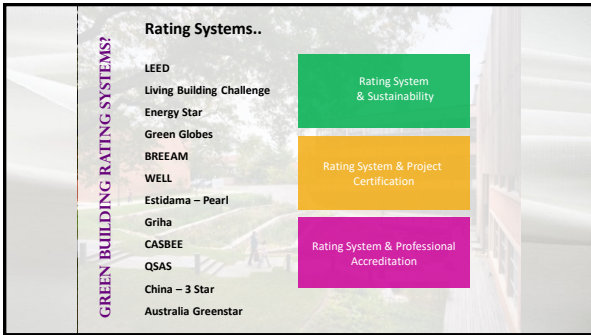 GREEN BUILDING RATING SYSTEMS?
Rating Systems..
LEED
Living Building Challenge
Energy Star
Green Globes
BREEAM
WELL
Estidama – Pearl
Griha
CASBEE
QSAS
China – 3 Star
Australia Greenstar
Rating System
& Sustainability
Rating System & Project
Certification
Rating System & Professional
Accreditation